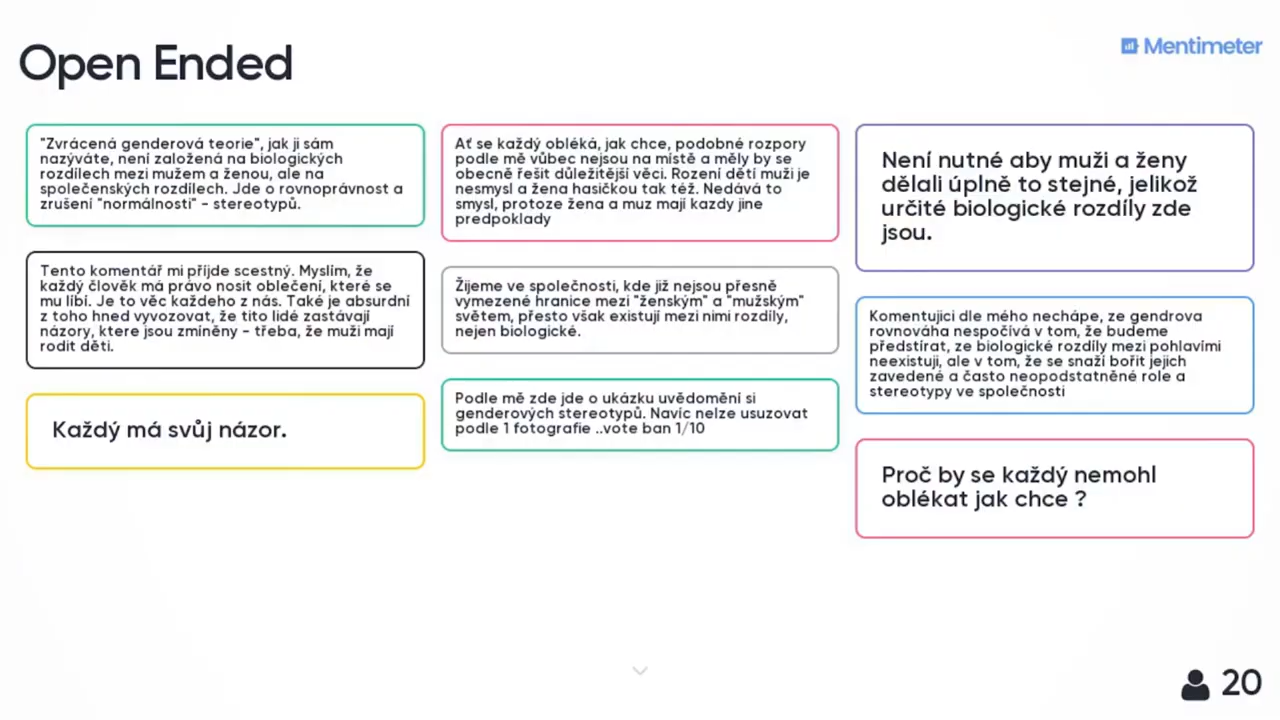 Open Ended
Mentimeter
"Zvrácená genderová teorie", jak ji sám
nazýváte, není založená na biologických
rozdílech mezi mužem a ženou, ale na
společenských rozdílech. Jde o rovnoprávnost a
zrušení "normálnosti" - stereotypů.
Tento komentář mi příjde scestný. Myslím, že
každý člověk má právo nosit oblečení, které se
mu líbí. Je to věc každeho z nás. Také je absurdní
z toho hned vyvozovat, že tito lidé zastávají
názory, ktere jsou zmíněny - třeba, že muži mají
rodit děti.
Každý má svůj názor.
Ať se každý obléká, jak chce, podobné rozpory
podle mě vůbec nejsou na místě a měly by se
obecně řešit důležitější věci. Rození dětí muži je
nesmysl a žena hasičkou tak též. Nedává to
smysl, protoze žena a muz mají kazdy jine
predpoklady
Žijeme ve společnosti, kde již nejsou přesně
vymezené hranice mezi "ženským" a "mužským"
světem, přesto však existují mezi nimi rozdíly,
nejen biologické.
Podle mě zde jde o ukázku uvědomění si
genderových stereotypů. Navíc nelze usuzovat
podle 1 fotografie ..vote ban 1/10
Není nutné aby muži a ženy
dělali úplně to stejné, jelikož
určité biologické rozdíly zde
jsou.
Komentujici dle mého nechápe, ze gendrova
rovnováha nespočívá v tom, že budeme
předstírat, ze biologické rozdíly mezi pohlavími
neexistuji, ale v tom, že se snaží bořit jejich
zavedené a často neopodstatněné role a
stereotypy ve společnosti
Proč by se každý nemohl
oblékat jak chce ?
20